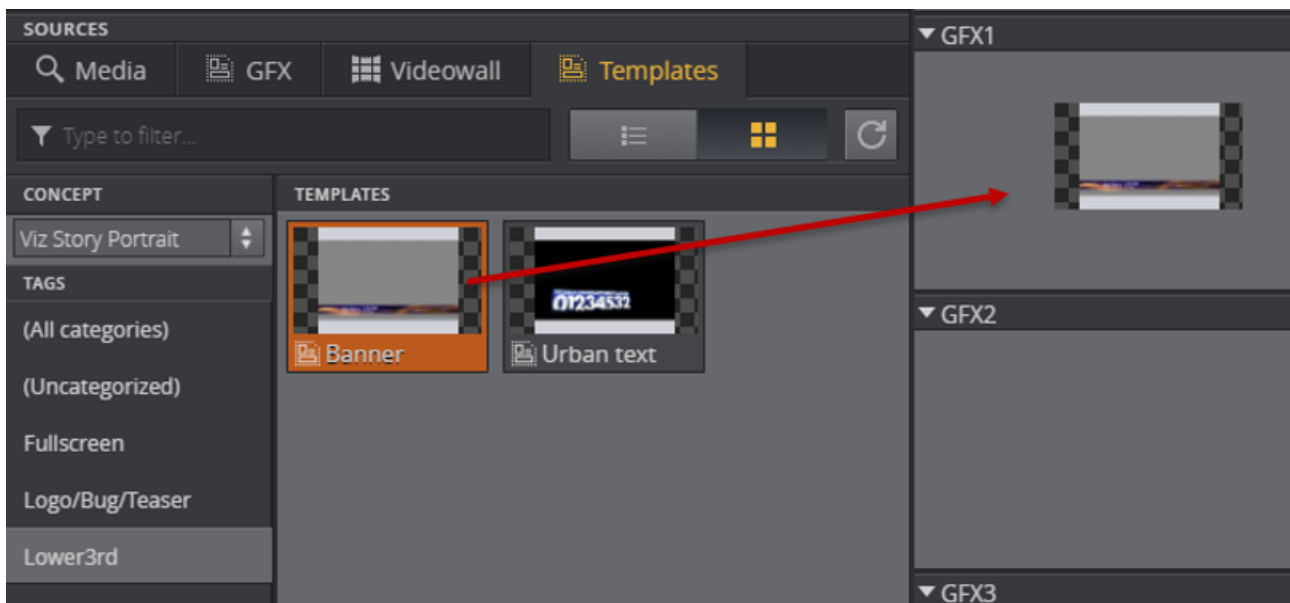 SOURCES
Media
GFX
Videowall
Templates
Type to filter...
CONCEPT
Viz Story Portrait
TAGS
(All categories)
(Uncategorized)
Fullscreen
Logo/Bug/Teaser
Lower3rd
TEMPLATES
01234532
Banner
Urban text
GFX1
GFX2
GFX3